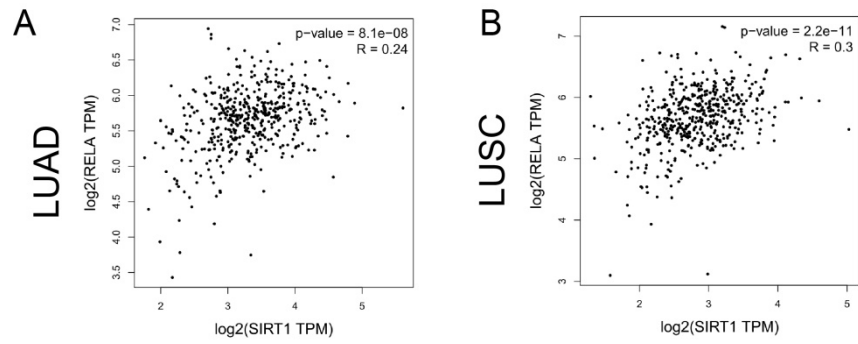 A
p-value = 8.1e−08
R = 0.24
LUAD
log2(RELA TPM)
7.0
6.5
6.0
5.5
5.0
4.5
4.0
3.5
2 3 4 5
log2(SIRT1 TPM)
B
p-value = 2.2e−11
R = 0.3
LUSC
log2(RELA TPM)
7
6
5
4
3
2 3 4 5
log2(SIRT1 TPM)